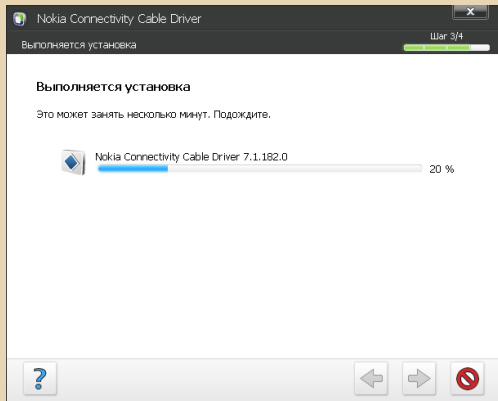 Nokia Connectivity Cable Driver
x
Выполняется установка
Шаг 3/4
Выполняется установка
Это может занять несколько минут. Подождите.
Nokia Connectivity Cable Driver 7.1.182.0
20 %
?